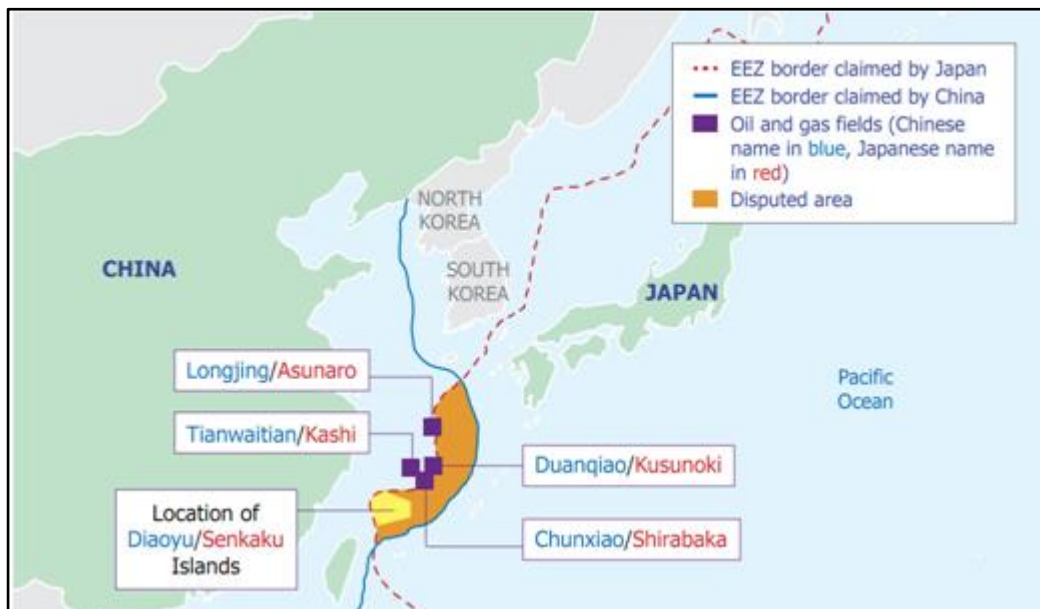 EEZ border claimed by Japan
EEZ border claimed by China
Oil and gas fields (Chinese
name in blue, Japanese name
in red)
Disputed area
NORTH
KOREA
CHINA
SOUTH
KOREA
JAPAN
Longjing/Asunaro
Pacific
Ocean
Tianwaitian/Kashi
Duanqiao/Kusunoki
Location of
Diaoyu/Senkaku
Islands
Chunxiao/Shirabaka